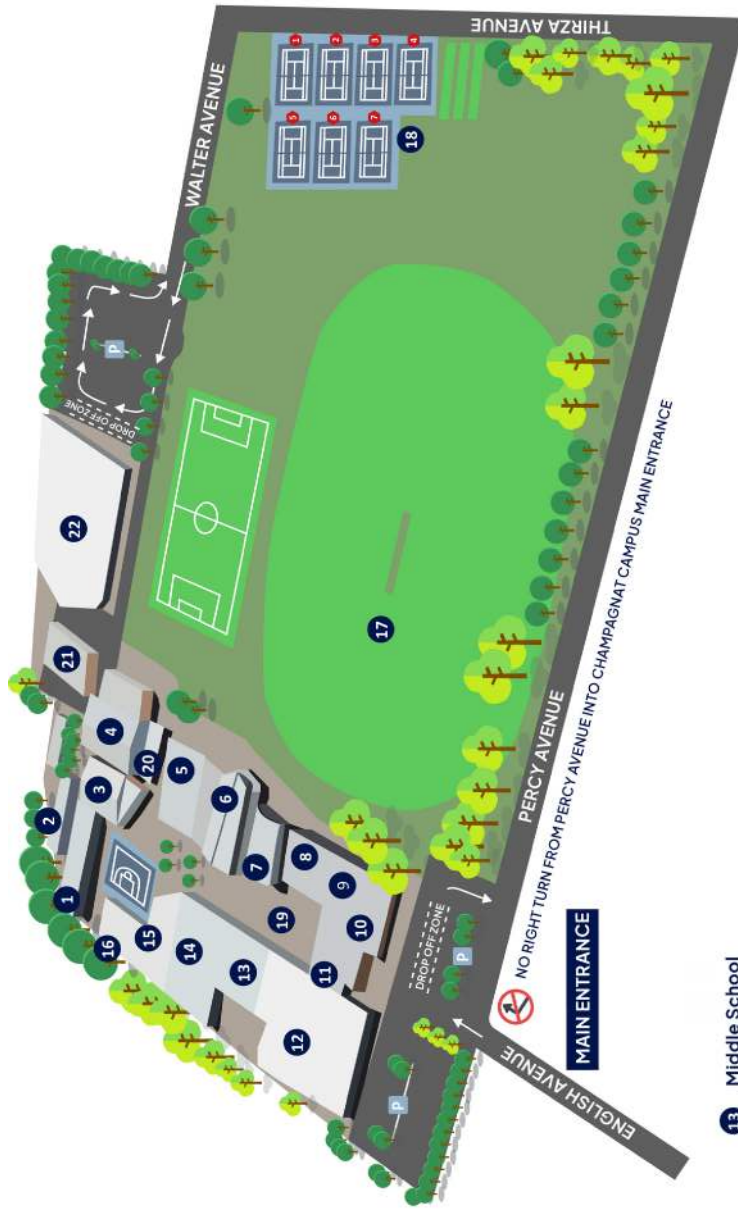 THIRZA AVENUE
WALTER AVENUE
1
2
3
4
5
6
7
18
P
DROP OFF ZONE
22
21
17
4
20
5
3
2
6
1
7
8
9
10
19
16
15
14
13
11
12
PERCY AVENUE
NO RIGHT TURN FROM PERCY AVENUE INTO CHAMPAGNAT CAMPUS MAIN ENTRANCE
DROP OFF ZONE
P
P
MAIN ENTRANCE
ENGLISH AVENUE
13 Middle School